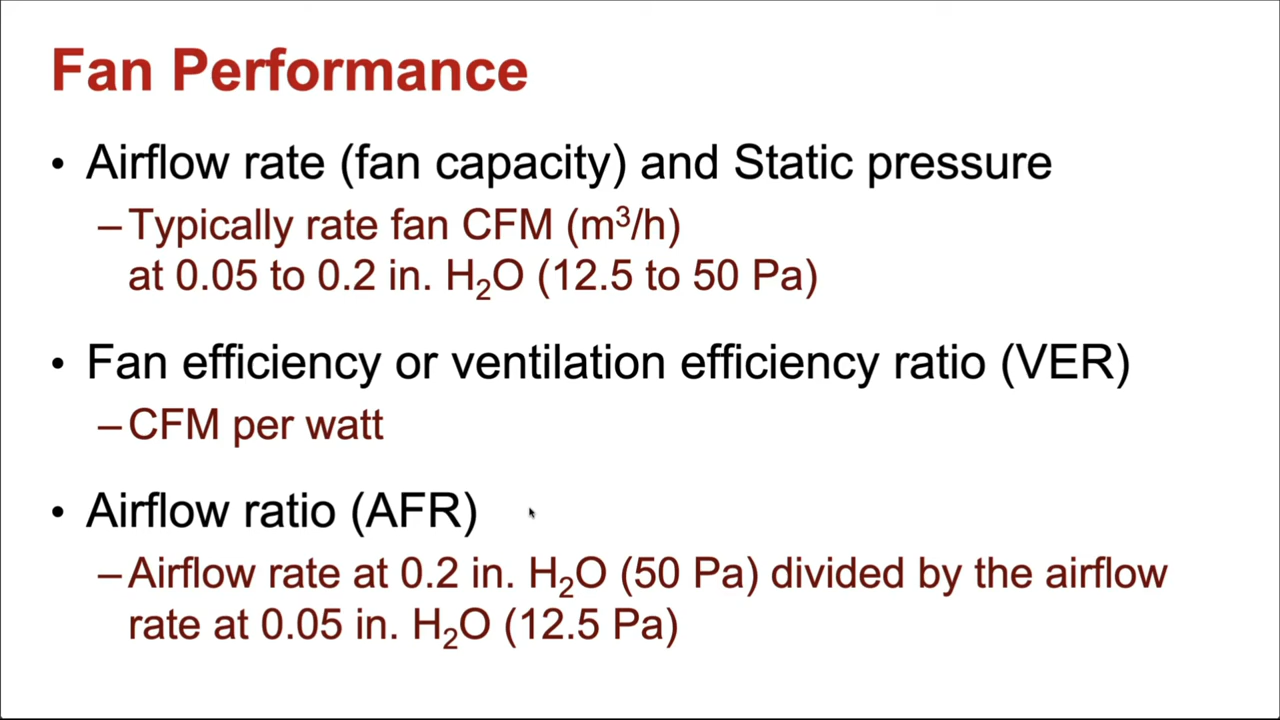 Fan Performance
• Airflow rate (fan capacity) and Static pressure
– Typically rate fan CFM (m³/h)
at 0.05 to 0.2 in. H₂O (12.5 to 50 Pa)
• Fan efficiency or ventilation efficiency ratio (VER)
– CFM per watt
• Airflow ratio (AFR)
– Airflow rate at 0.2 in. H₂O (50 Pa) divided by the airflow
rate at 0.05 in. H₂O (12.5 Pa)